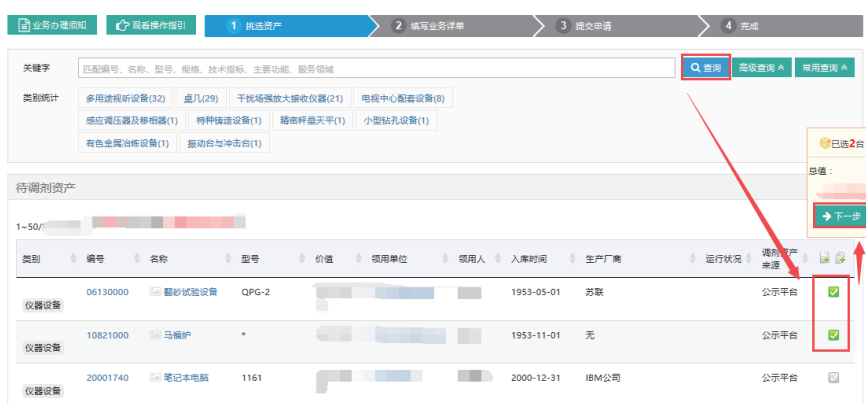 业务办理须知 观看操作指引 1 挑选资产 2 填写业务详单 3 提交申请 4 完成
关键字 匹配编号、名称、型号、规格、技术指标、主要功能、服务领域 查询 高级查询 常用查询
类别统计 多用途视听设备(32) 桌几(29) 干扰场强放大接收仪器(21) 电视中心配套设备(8)
感应调压器及移相器(1) 特种铸造设备(1) 精密秤量天平(1) 小型钻孔设备(1)
有色金属冶炼设备(1) 振动台与冲击台(1)
已选2台
总值：
下一步
待调剂资产
1~50/
类别 编号 名称 型号 价值 领用单位 领用人 入库时间 生产厂商 运行状况 调剂资产来源
仪器设备 06130000 翻砂试验设备 QPG-2 1953-05-01 苏联 公示平台
仪器设备 10821000 马福炉 * 1953-11-01 无 公示平台
仪器设备 20001740 笔记本电脑 1161 2000-12-31 IBM公司 公示平台